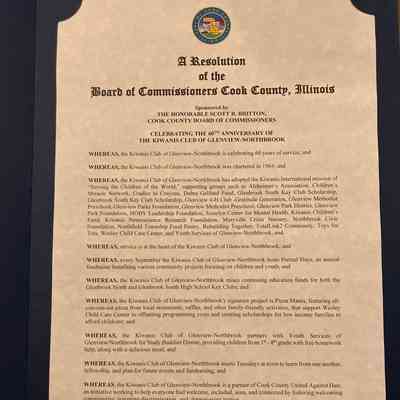 A Resolution
of the
Board of Commissioners Cook County, Illinois
Sponsored by
THE HONORABLE SCOTT R. BRITTON,
COOK COUNTY BOARD OF COMMISSIONERS
CELEBRATING THE 60TH ANNIVERSARY OF
THE KIWANIS CLUB OF GLENVIEW-NORTHBROOK
WHEREAS, the Kiwanis Club of Glenview-Northbrook is celebrating 60 years of service; and
WHEREAS, the Kiwanis Club of Glenview-Northbrook was chartered in 1964; and
WHEREAS, the Kiwanis Club of Glenview-Northbrook has adopted the Kiwanis International mission of
"Serving the Children of the World," supporting groups such as Alzheimer's Association, Children's
Miracle Network, Cradles to Crayons, Debra Gelfand Fund, Glenbrook South Key Club Scholarship,
Glenbrook South Key Club Scholarship, Glenview 4-H Club, Gratitude Generation, Glenview Methodist
Preschool, Glenview Parks Foundation, Glenview Methodist Preschool, Glenview Park District, Glenview
Park Foundation, HODS Leadership Foundation, Josselyn Center for Mental Health, Kiwanis Children's
Fund, Kiwanis Neuroscience Research Foundation, Maryville Crisis Nursery, Northbrook Civic
Foundation, Northfield Township Food Pantry, Rebuilding Together, Community, Toys for
Tots, Wesley Child Care Center, and Youth Services of Glenview/Northbrook; and
WHEREAS, service is at the heart of the Kiwanis Club of Glenview-Northbrook; and
WHEREAS, every September the Kiwanis Club of Glenview-Northbrook hosts Peanut Days, an annual
fundraiser benefiting various community projects focusing on children and youth; and
WHEREAS, the Kiwanis Club of Glenview-Northbrook raises continuing education funds for both the
Glenbrook North and Glenbrook South High School Key Clubs; and
WHEREAS, the Kiwanis Club of Glenview-Northbrook's signature project is Pizza Mania, featuring all-
you-can-eat pizza from local restaurants, raffles, and other family-friendly activities, that support Wesley
Child Care Center in offsetting programming costs and creating scholarships for low income families to
afford childcare; and
WHEREAS, the Kiwanis Club of Glenview-Northbrook partners with Youth Services of
Glenview/Northbrook for Study Buddies Dinner, providing children from 1st - 8th grade with free homework
help, along with a delicious meal; and
WHEREAS, the Kiwanis Club of Glenview-Northbrook meets Tuesdays at noon to learn from one another,
fellowship, and plan for future events and fundraising; and
WHEREAS, the Kiwanis Club of Glenview-Northbrook is a partner of Cook County United Against Hate,
an initiative working to help everyone feel welcome, included, seen, and connected by fostering welcoming